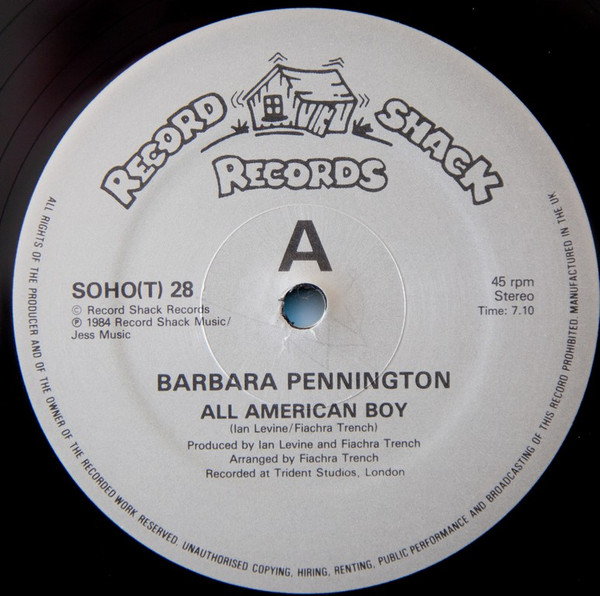 RECORD SHACK
RECORDS
A
SOHO(T) 28
© Record Shack Records
℗ 1984 Record Shack Music/
Jess Music
45 rpm
Stereo
Time: 7.10
BARBARA PENNINGTON
ALL AMERICAN BOY
(Ian Levine/Fiachra Trench)
Produced by Ian Levine and Fiachra Trench
Arranged by Fiachra Trench
Recorded at Trident Studios, London
ALL RIGHTS OF THE PRODUCER AND OF THE OWNER OF THE RECORDED WORK RESERVED. UNAUTHORISED COPYING, HIRING, RENTING, PUBLIC PERFORMANCE AND BROADCASTING OF THIS RECORD PROHIBITED. MANUFACTURED IN THE UK